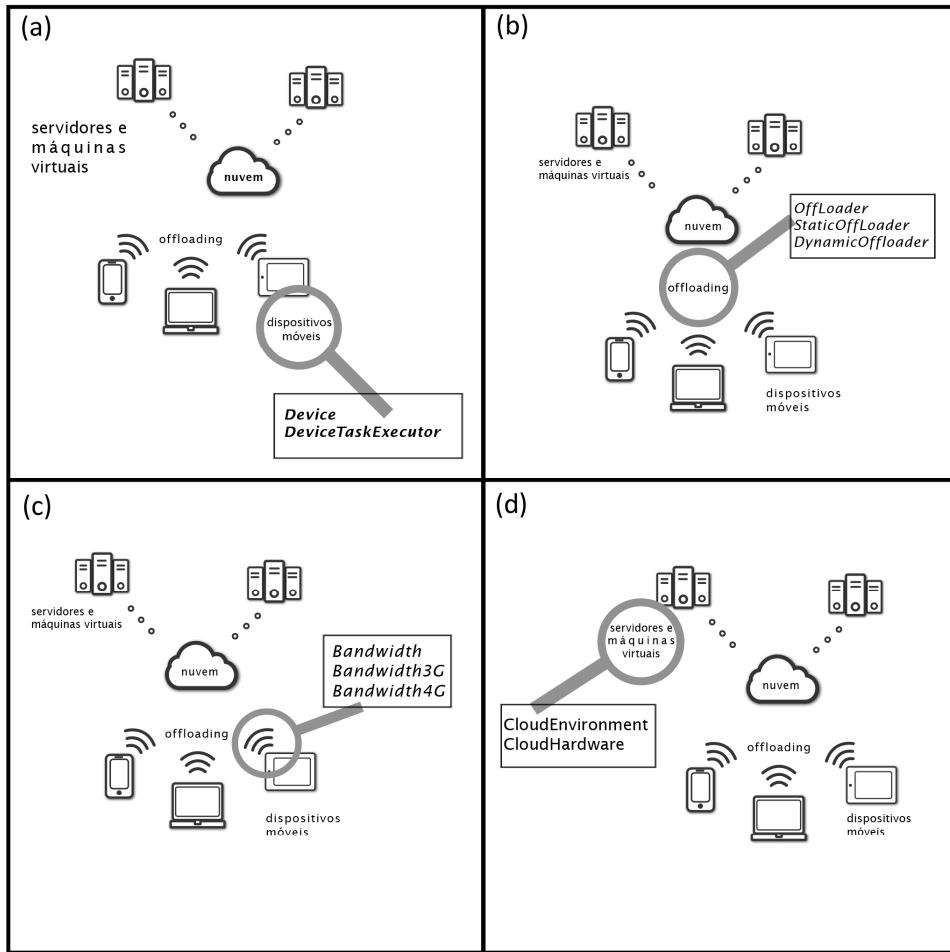 (a)
servidores e
máquinas
virtuais
nuvem
offloading
dispositivos
móveis
Device
DeviceTaskExecutor
(b)
servidores e
máquinas virtuais
nuvem
OffLoader
StaticOffLoader
DynamicOffloader
offloading
dispositivos
móveis
(c)
servidores e
máquinas virtuais
nuvem
Bandwidth
Bandwidth3G
Bandwidth4G
offloading
dispositivos
móveis
(d)
servidores e
máquinas
virtuais
nuvem
CloudEnvironment
CloudHardware
offloading
dispositivos
móveis